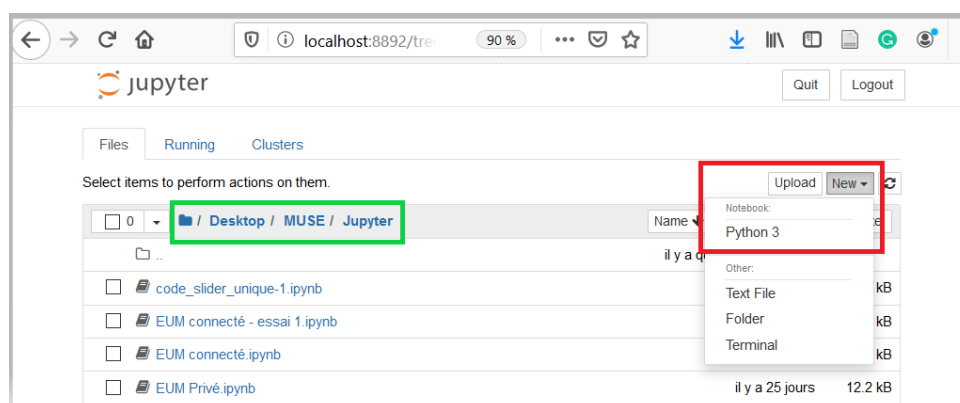 localhost:8892/tre 90 %
jupyter Quit Logout
Files Running Clusters
Select items to perform actions on them. Upload New
0 / Desktop / MUSE / Jupyter Name
Notebook:
Python 3
.. il y a
Other:
code_slider_unique-1.ipynb Text File kB
EUM connecté - essai 1.ipynb Folder kB
EUM connecté.ipynb Terminal kB
EUM Privé.ipynb il y a 25 jours 12.2 kB